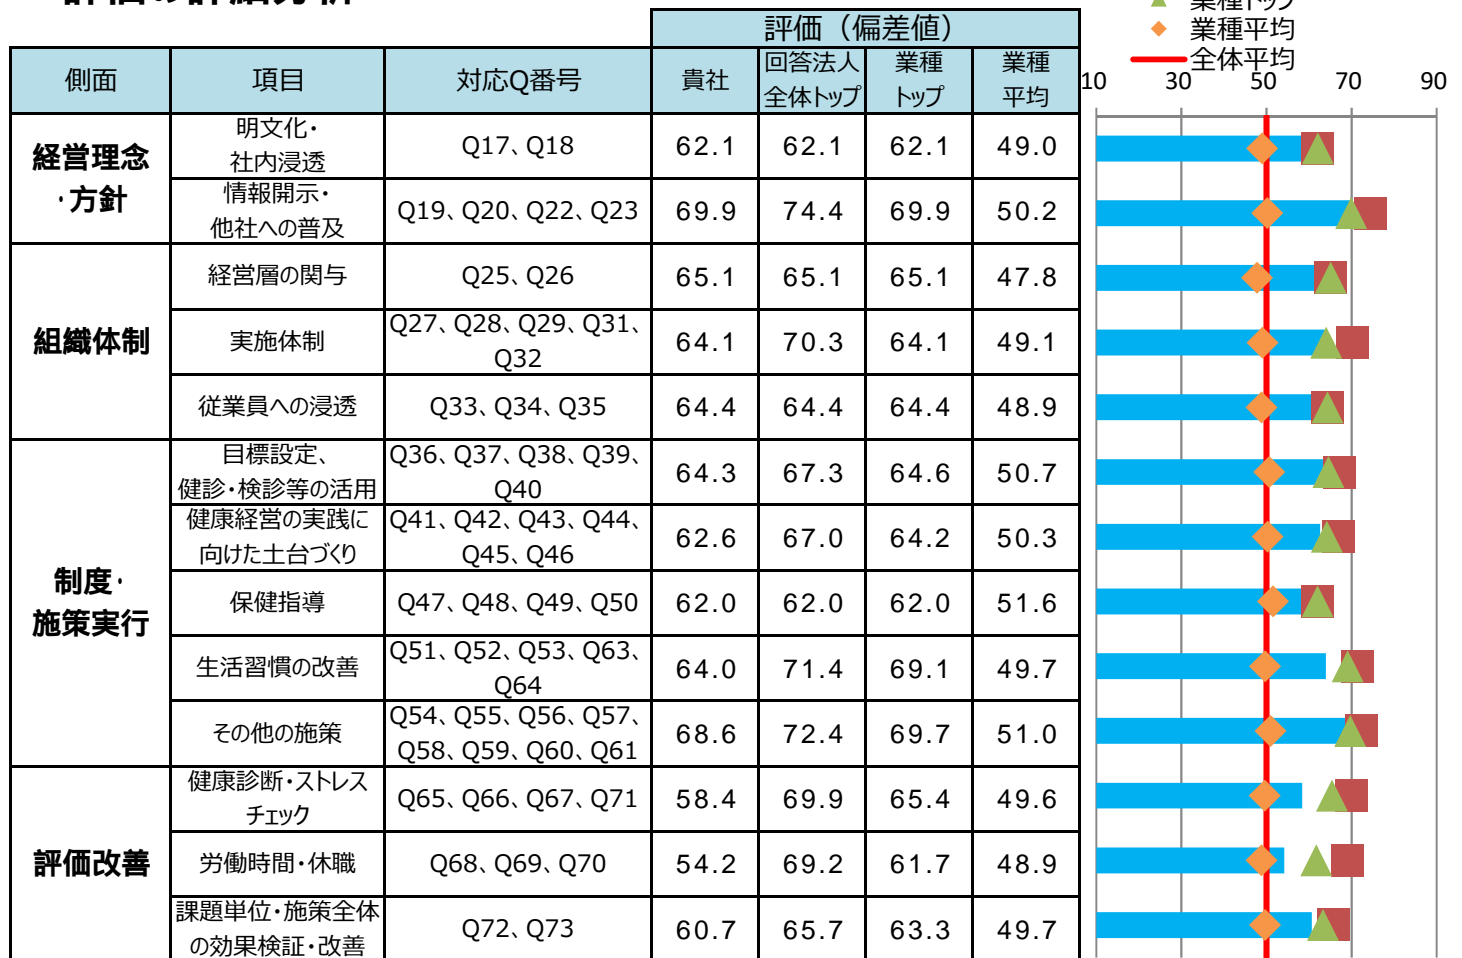 評価の詳細分析
業種トップ
業種平均
全体平均
評価（偏差値）
側面 項目 対応Q番号 貴社 回答法人 業種 業種
全体トップ トップ 平均
10 30 50 70 90
経営理念
・方針
明文化・
社内浸透
Q17、Q18 62.1 62.1 62.1 49.0
情報開示・
他社への普及
Q19、Q20、Q22、Q23 69.9 74.4 69.9 50.2
組織体制
経営層の関与 Q25、Q26 65.1 65.1 65.1 47.8
実施体制
Q27、Q28、Q29、Q31、
Q32
64.1 70.3 64.1 49.1
従業員への浸透 Q33、Q34、Q35 64.4 64.4 64.4 48.9
制度・
施策実行
目標設定、
健診・検診等の活用
Q36、Q37、Q38、Q39、
Q40
64.3 67.3 64.6 50.7
健康経営の実践に
向けた土台づくり
Q41、Q42、Q43、Q44、
Q45、Q46
62.6 67.0 64.2 50.3
保健指導 Q47、Q48、Q49、Q50 62.0 62.0 62.0 51.6
生活習慣の改善
Q51、Q52、Q53、Q63、
Q64
64.0 71.4 69.1 49.7
その他の施策
Q54、Q55、Q56、Q57、
Q58、Q59、Q60、Q61
68.6 72.4 69.7 51.0
評価改善
健康診断・ストレス
チェック
Q65、Q66、Q67、Q71 58.4 69.9 65.4 49.6
労働時間・休職 Q68、Q69、Q70 54.2 69.2 61.7 48.9
課題単位・施策全体
の効果検証・改善
Q72、Q73 60.7 65.7 63.3 49.7